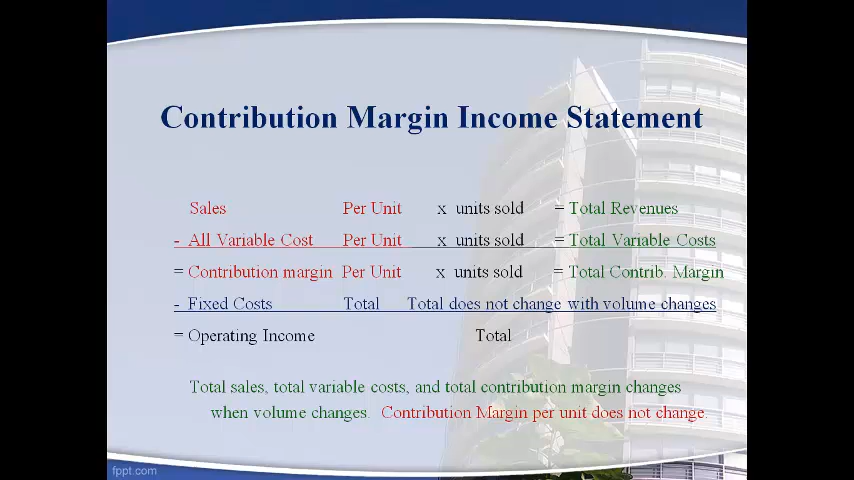 Contribution Margin Income Statement
Sales Per Unit x units sold = Total Revenues
- All Variable Cost Per Unit x units sold = Total Variable Costs
= Contribution margin Per Unit x units sold = Total Contrib. Margin
- Fixed Costs Total Total does not change with volume changes
= Operating Income Total
Total sales, total variable costs, and total contribution margin changes
when volume changes. Contribution Margin per unit does not change.
fppt.com